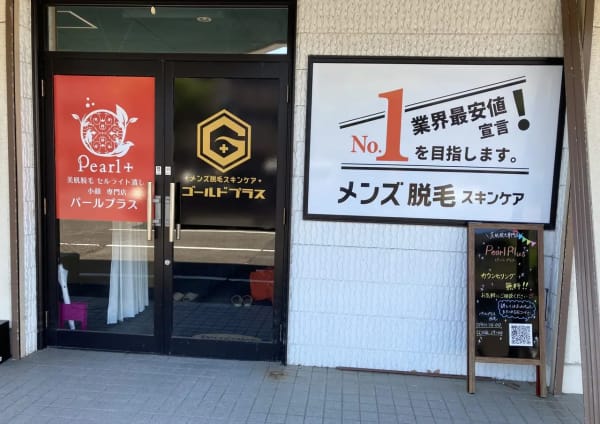 Pearl+
美肌脱毛 セルライト潰し
小顔 専門店
パールプラス
G
メンズ脱毛スキンケア
ゴールドプラス
業界最安値
宣言!
No.1
を目指します。
メンズ 脱毛 スキンケア
Pearl Plus
カウンセリング
無料!!